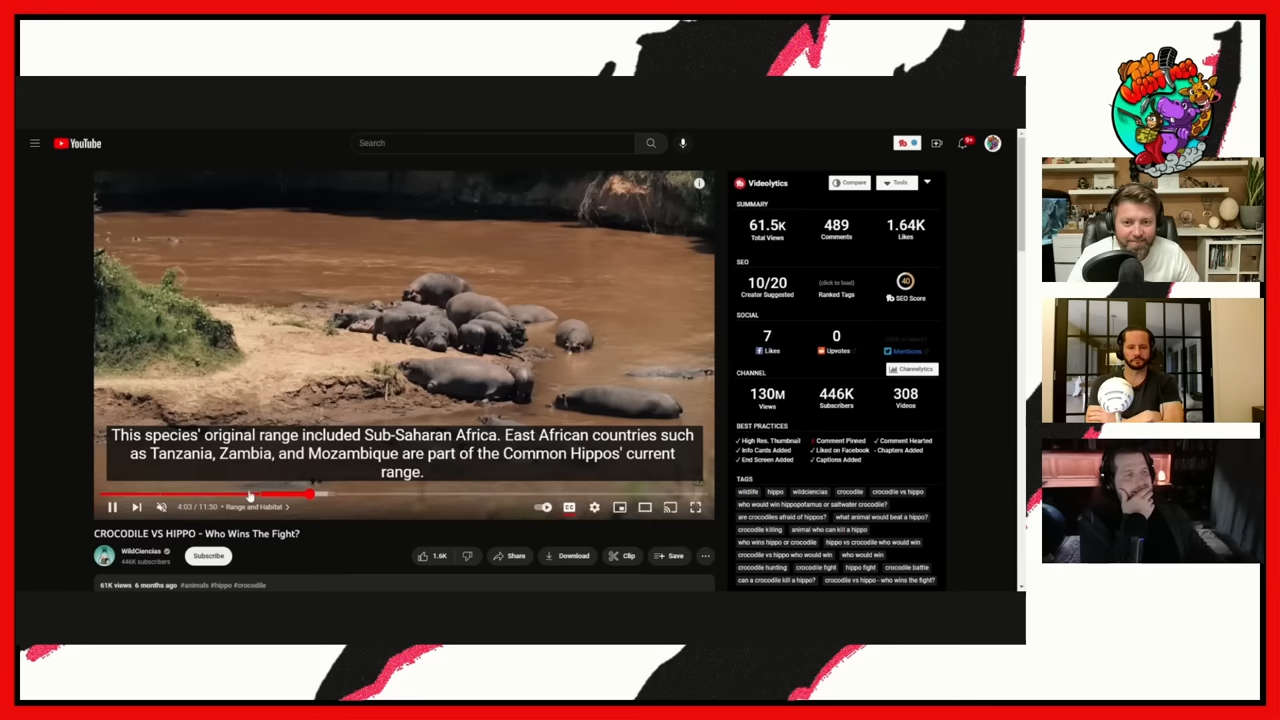 YouTube
Search
9+
This species' original range included Sub-Saharan Africa. East African countries such
as Tanzania, Zambia, and Mozambique are part of the Common Hippos' current
range.
4:03 / 11:50 • Range and Habitat
CROCODILE VS HIPPO - Who Wins The Fight?
WildCiencias
446K subscribers
Subscribe
1.6K
Share
Download
Clip
Save
61K views 6 months ago #animals #hippo #crocodile
Videolytics
Compare
Tools
SUMMARY
61.5K 489 1.64K
Total Views Comments Likes
SEO
10/20 (click to load) 40
Creator Suggested Ranked Tags SEO Score
SOCIAL
7 0
Likes Upvotes Mentions
CHANNEL
Channelytics
130M 446K 308
Views Subscribers Videos
BEST PRACTICES
✓ High Res. Thumbnail Comment Pinned ✓ Comment Hearted
✓ Info Cards Added ✓ Liked on Facebook - Chapters Added
✓ End Screen Added ✓ Captions Added
TAGS
wildlife hippo wildciencias crocodile crocodile vs hippo
who would win hippopotamus or saltwater crocodile?
are crocodiles afraid of hippos? what animal would beat a hippo?
crocodile killing animal who can kill a hippo
who wins hippo or crocodile hippo vs crocodile who would win
crocodile vs hippo who would win who would win
crocodile hunting crocodile fight hippo fight crocodile battle
can a crocodile kill a hippo? crocodile vs hippo - who wins the fight?